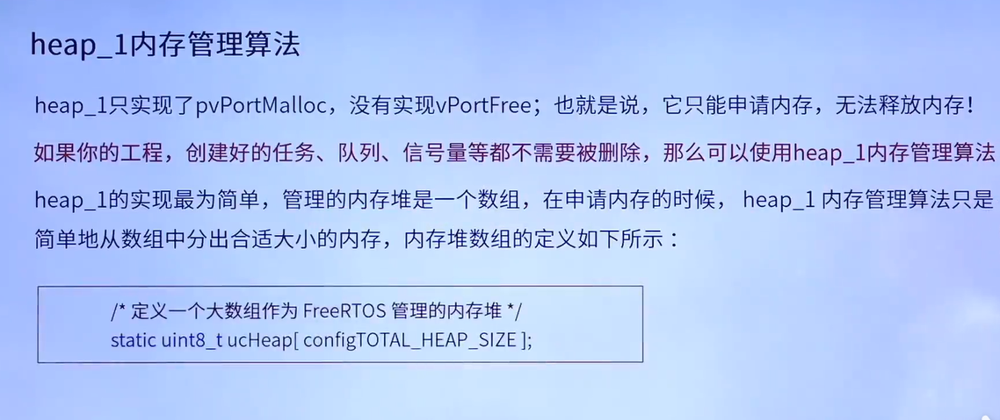 heap_1内存管理算法
heap_1只实现了pvPortMalloc，没有实现vPortFree；也就是说，它只能申请内存，无法释放内存！
如果你的工程，创建好的任务、队列、信号量等都不需要被删除，那么可以使用heap_1内存管理算法
heap_1的实现最为简单，管理的内存堆是一个数组，在申请内存的时候， heap_1 内存管理算法只是
简单地从数组中分出合适大小的内存，内存堆数组的定义如下所示 ：
/* 定义一个大数组作为 FreeRTOS 管理的内存堆 */
static uint8_t ucHeap[ configTOTAL_HEAP_SIZE ];